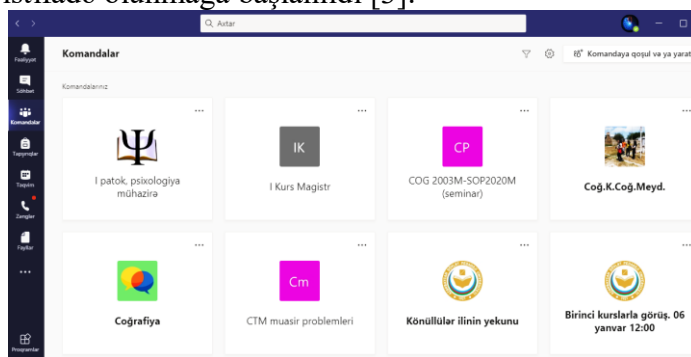 istifadə olunmağa başlanıldı [5].
Axtar
Fəaliyyət
Söhbət
Komandalar
Tapşırıqlar
Təqvim
Zənglər
Fayllar
Proqramlar
Komandalar
Komandaya qoşul və ya yarat
Komandalarınız
I patok, psixologiya
mühazirə
IK
I Kurs Magistr
CP
COG 2003M-SOP2020M
(seminar)
Coğ.K.Coğ.Meyd.
Coğrafiya
Cm
CTM muasir problemleri
Könüllülər ilinin yekunu
Birinci kurslarla görüş. 06
yanvar 12:00